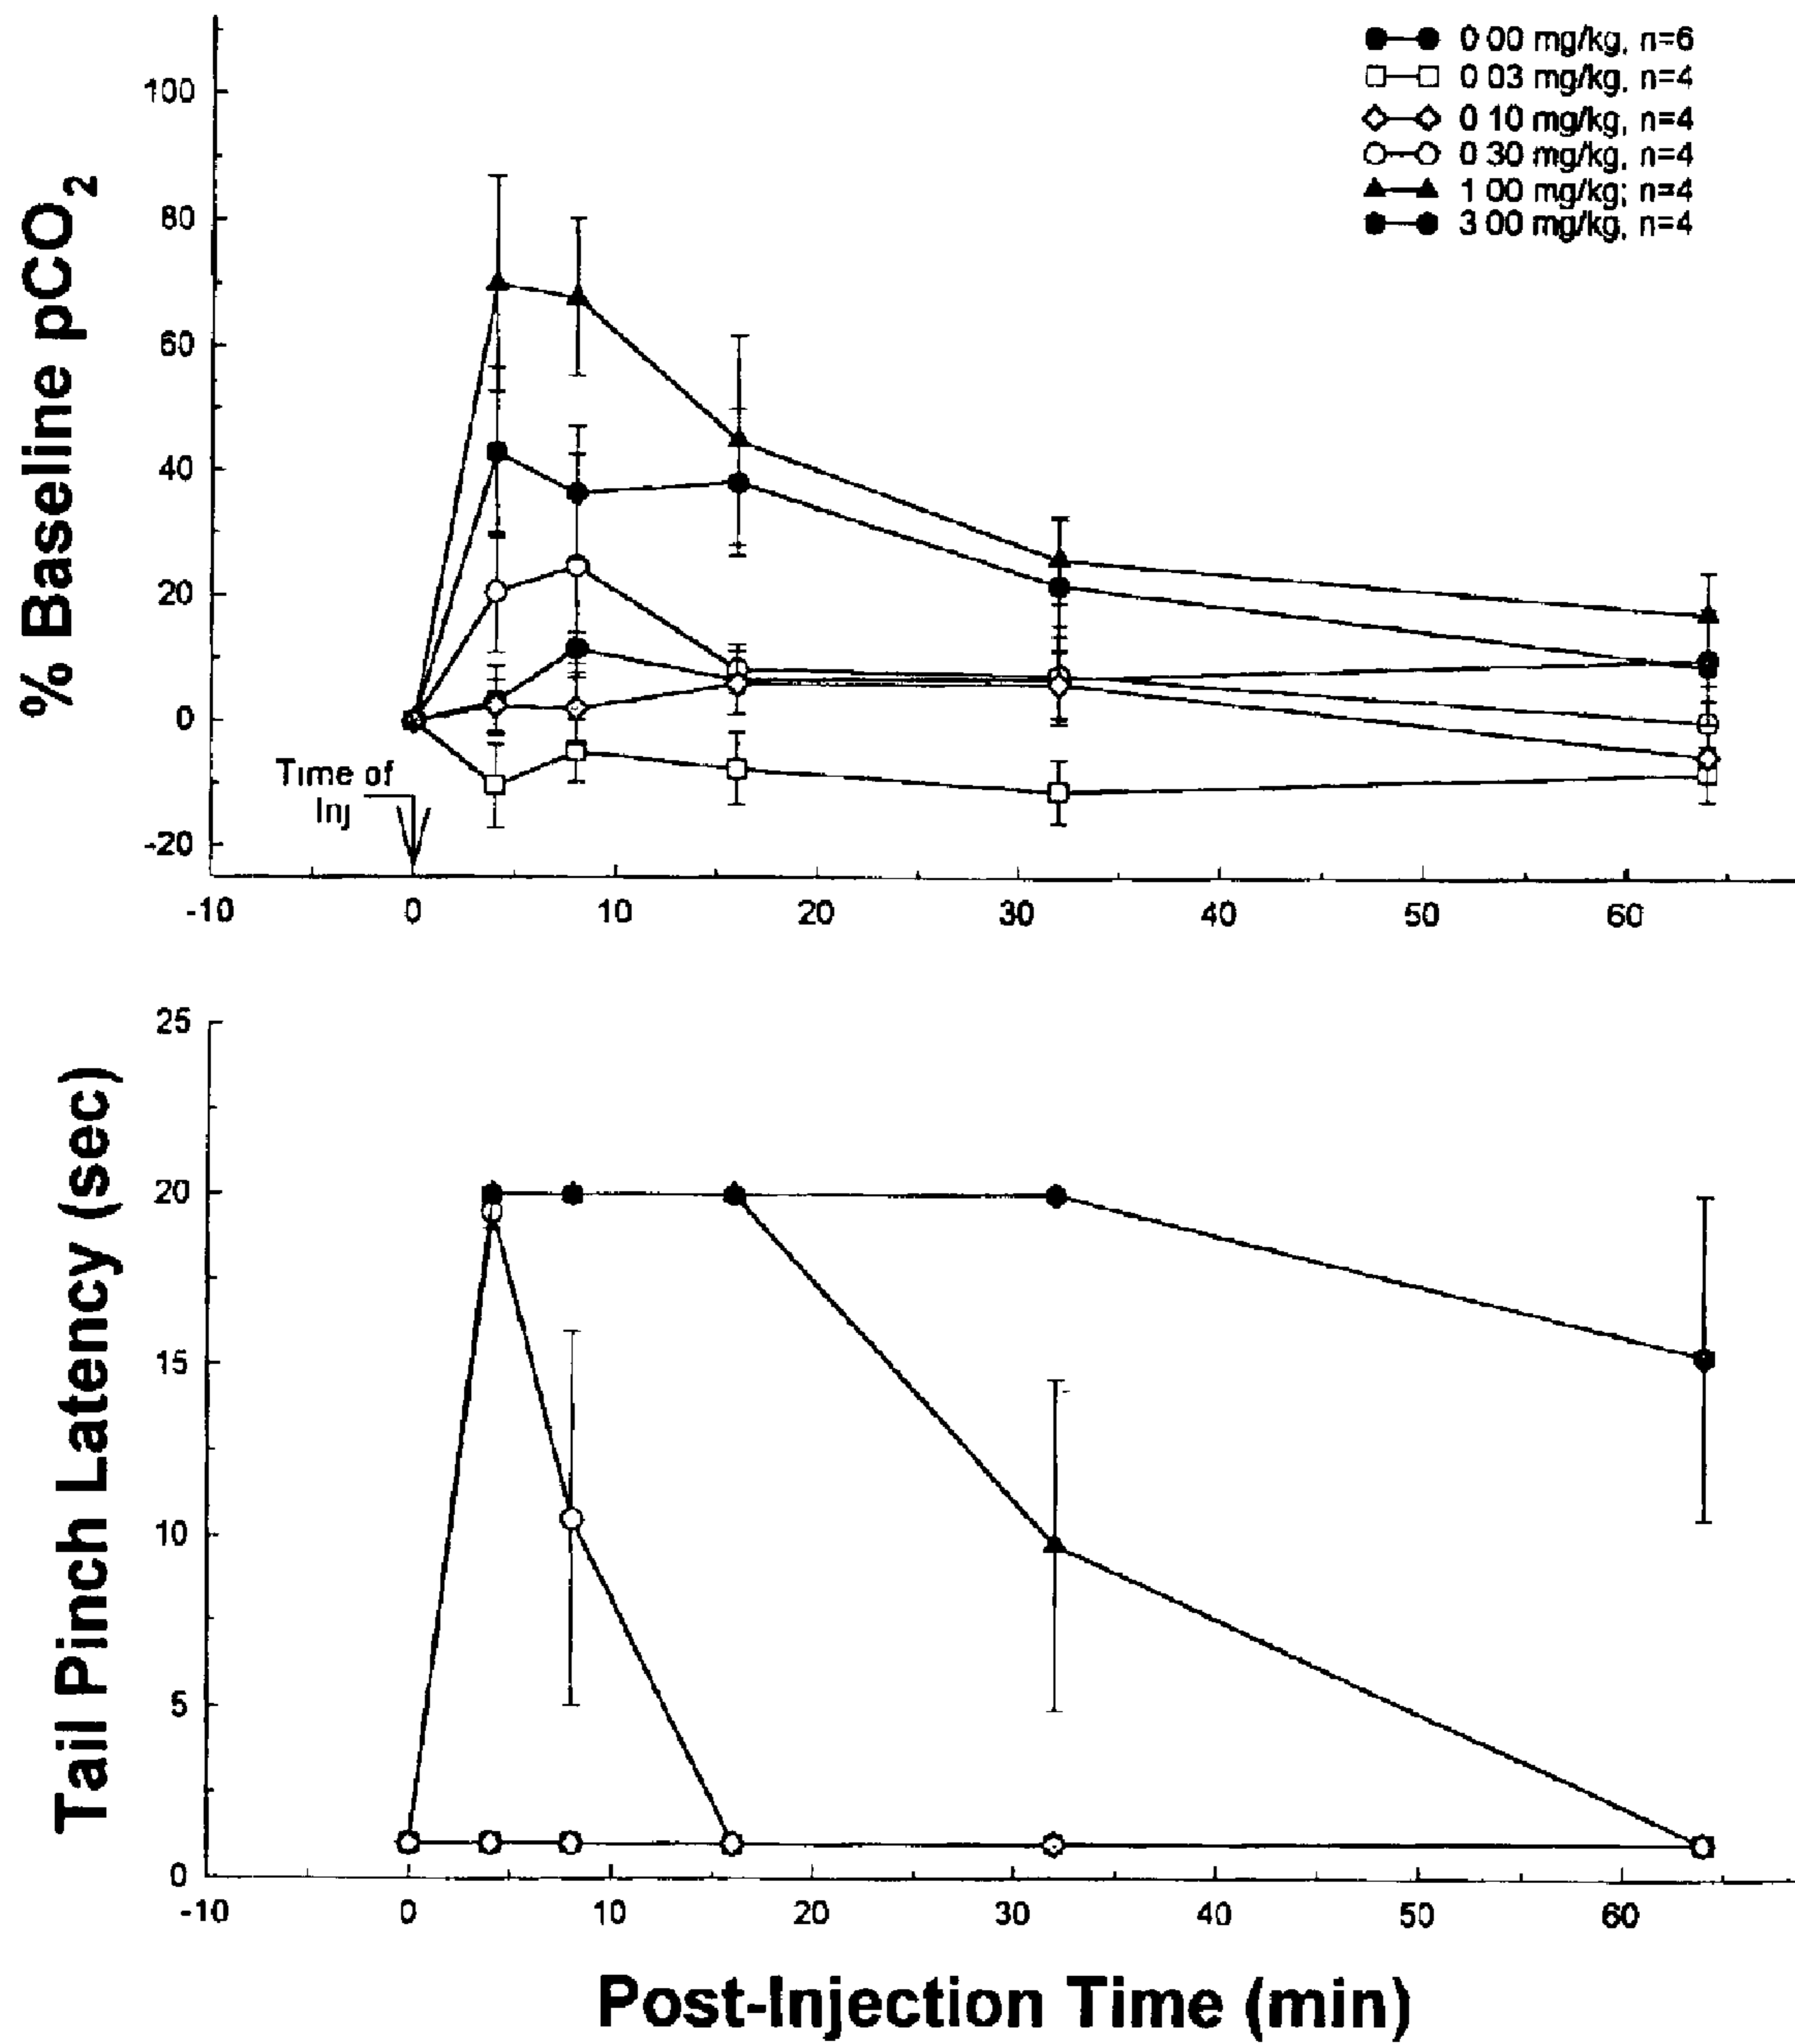 0 00 mg/kg, n=6
0 03 mg/kg, n=4
0 10 mg/kg, n=4
0 30 mg/kg, n=4
1 00 mg/kg; n=4
3 00 mg/kg, n=4
% Baseline pCO₂
100
80
60
40
20
0
-20
Time of
Inj
-10 0 10 20 30 40 50 60
Tail Pinch Latency (sec)
25
20
15
10
5
0
-10 0 10 20 30 40 50 60
Post-Injection Time (min)